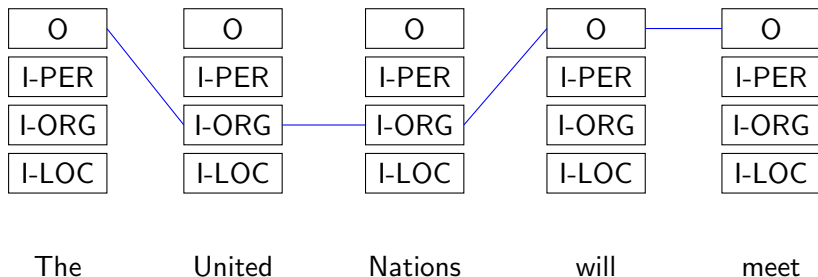 O O O O O
I-PER I-PER I-PER I-PER I-PER
I-ORG I-ORG I-ORG I-ORG I-ORG
I-LOC I-LOC I-LOC I-LOC I-LOC
The United Nations will meet